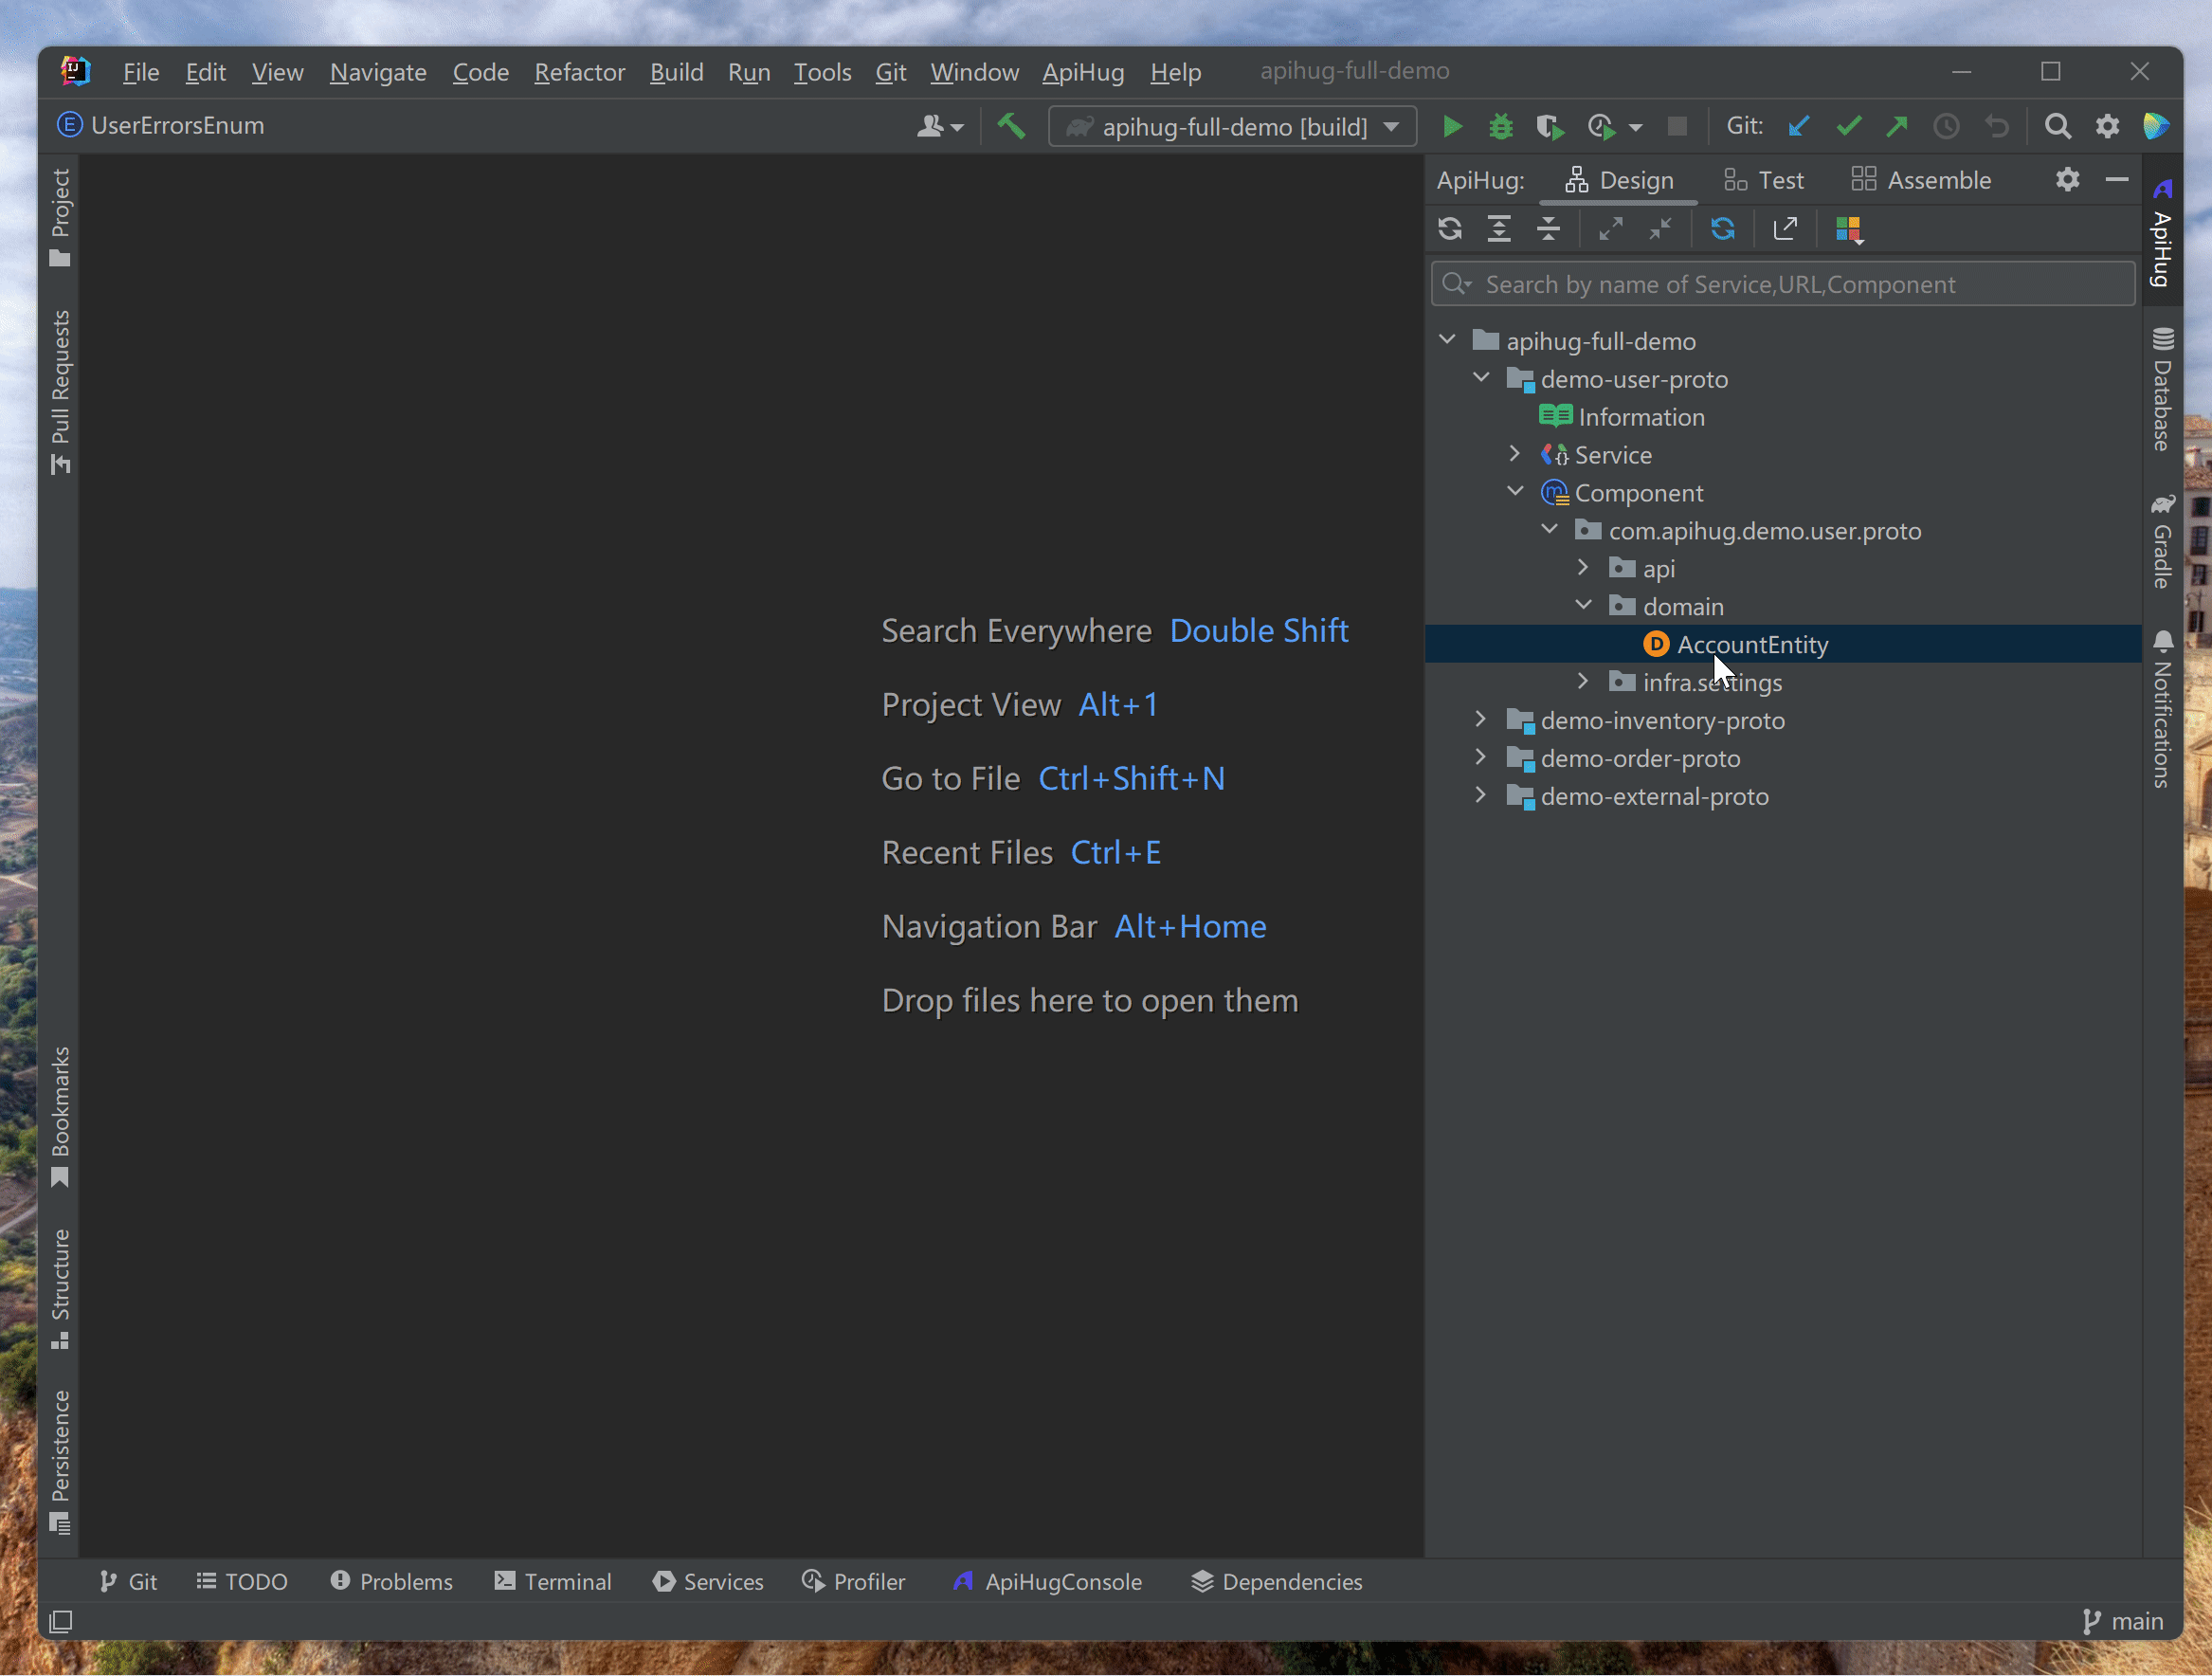 File Edit View Navigate Code Refactor Build Run Tools Git Window ApiHug Help apihug-full-demo
UserErrorsEnum apihug-full-demo [build] Git:
Project
Pull Requests
Bookmarks
Structure
Persistence
Search Everywhere Double Shift
Project View Alt+1
Go to File Ctrl+Shift+N
Recent Files Ctrl+E
Navigation Bar Alt+Home
Drop files here to open them
ApiHug: Design Test Assemble
Search by name of Service,URL,Component
apihug-full-demo
demo-user-proto
Information
Service
Component
com.apihug.demo.user.proto
api
domain
AccountEntity
infra.settings
demo-inventory-proto
demo-order-proto
demo-external-proto
ApiHug
Database
Gradle
Notifications
Git TODO Problems Terminal Services Profiler ApiHugConsole Dependencies
main